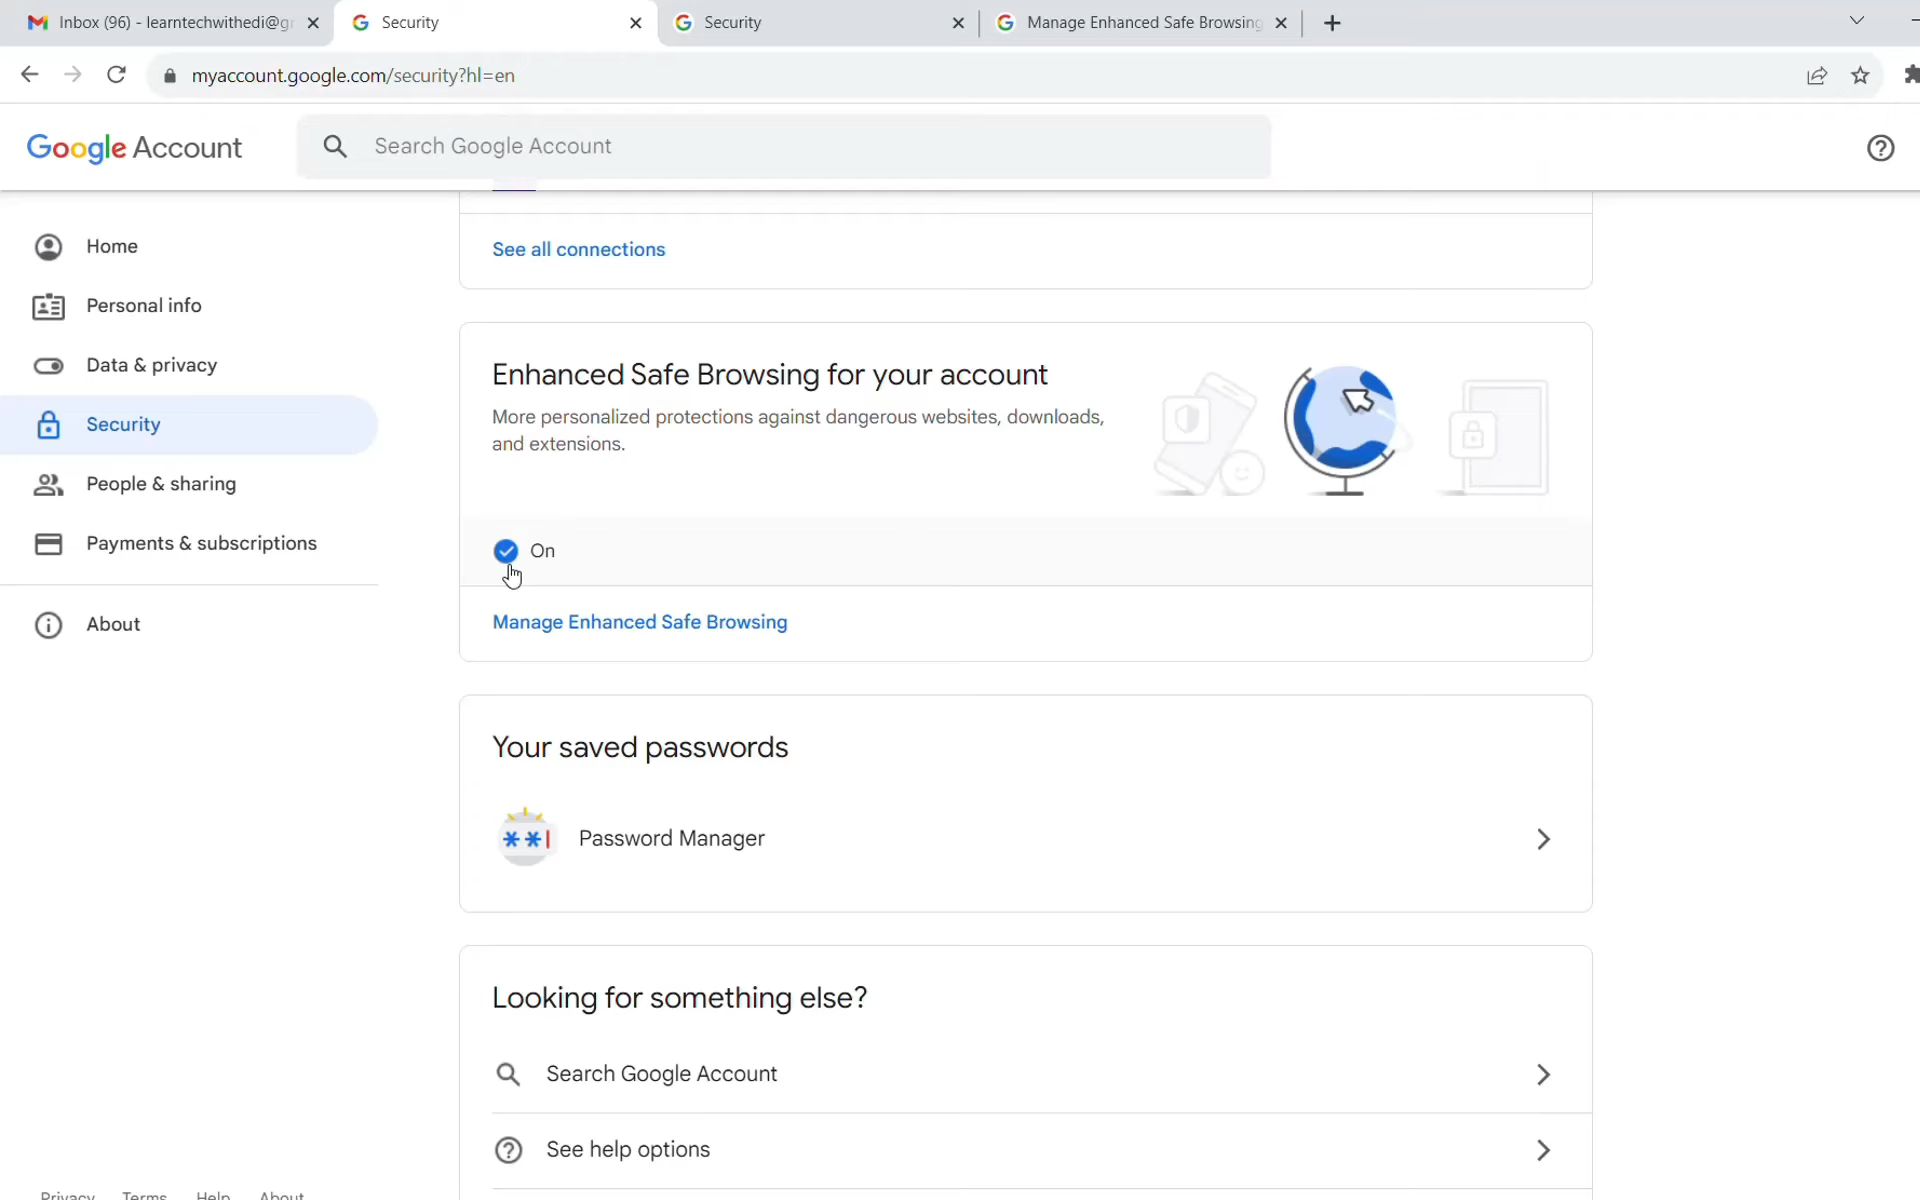 Inbox (96) - learntechwithedi@g
Security
Security
Manage Enhanced Safe Browsing
myaccount.google.com/security?hl=en
Google Account
Search Google Account
Home
Personal info
Data & privacy
Security
People & sharing
Payments & subscriptions
About
See all connections
Enhanced Safe Browsing for your account
More personalized protections against dangerous websites, downloads,
and extensions.
On
Manage Enhanced Safe Browsing
Your saved passwords
Password Manager
Looking for something else?
Search Google Account
See help options
Privacy Terms Help About